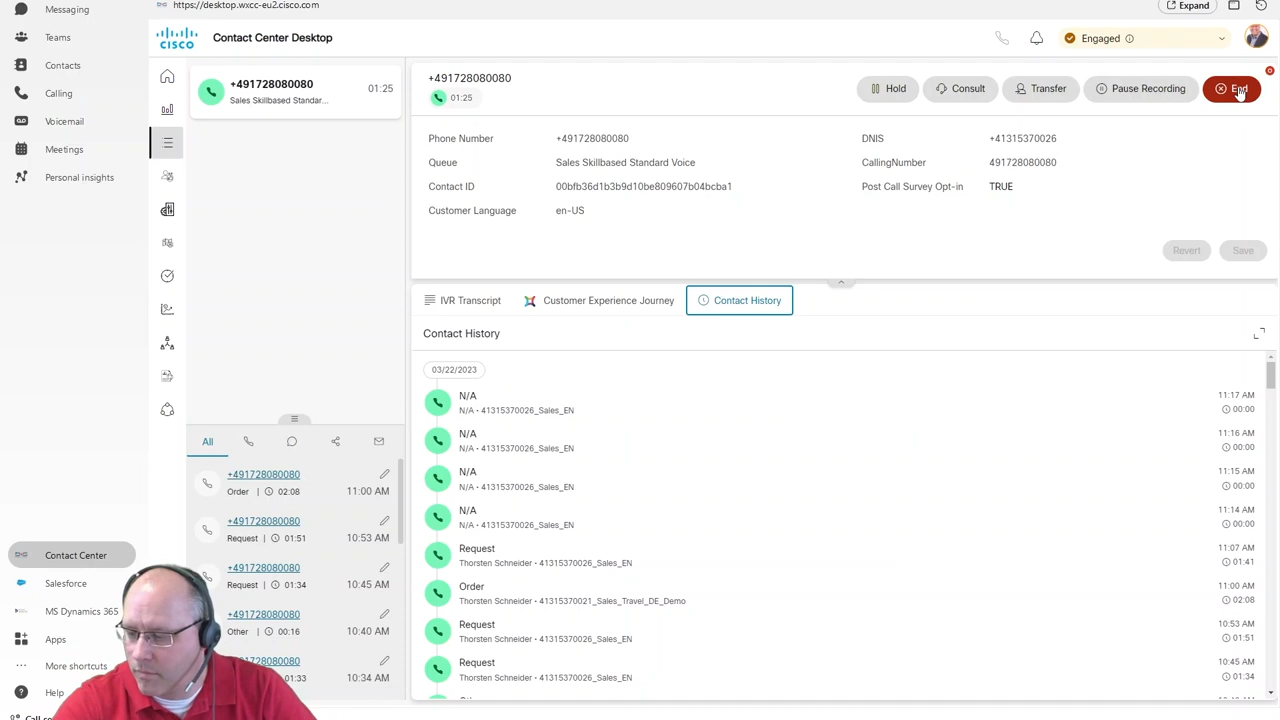 https://desktop.wxcc-eu2.cisco.com
Expand
Messaging
Teams
Contacts
Calling
Voicemail
Meetings
Personal insights
Contact Center
Salesforce
MS Dynamics 365
Apps
More shortcuts
Help
cisco
Contact Center Desktop
Engaged
+491728080080
Sales Skillbased Standar...
01:25
+491728080080
01:25
Hold
Consult
Transfer
Pause Recording
End
Phone Number +491728080080
DNIS +41315370026
Queue Sales Skillbased Standard Voice
CallingNumber 491728080080
Contact ID 00bfb36d1b3b9d10be809607b04bcba1
Post Call Survey Opt-in TRUE
Customer Language en-US
Revert
Save
IVR Transcript
Customer Experience Journey
Contact History
Contact History
03/22/2023
N/A 11:17 AM
N/A • 41315370026_Sales_EN 00:00
N/A 11:16 AM
N/A • 41315370026_Sales_EN 00:00
N/A 11:15 AM
N/A • 41315370026_Sales_EN 00:00
N/A 11:14 AM
N/A • 41315370026_Sales_EN 00:00
Request 11:07 AM
Thorsten Schneider • 41315370026_Sales_EN 01:41
Order 11:00 AM
Thorsten Schneider • 41315370021_Sales_Travel_DE_Demo 02:08
Request 10:53 AM
Thorsten Schneider • 41315370026_Sales_EN 01:51
Request 10:45 AM
Thorsten Schneider • 41315370026_Sales_EN 01:34
All
+491728080080
Order | 02:08 11:00 AM
+491728080080
Request | 01:51 10:53 AM
+491728080080
Request | 01:34 10:45 AM
+491728080080
Other | 00:16 10:40 AM
01:33 10:34 AM